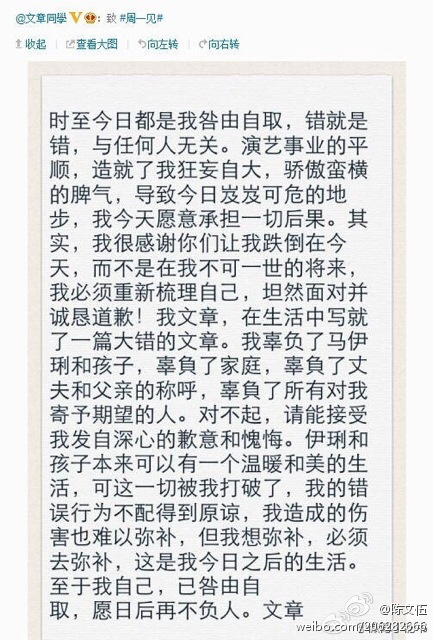 @文章同學V：致 #周一见#
收起 | 查看大图 向左转 向右转
时至今日都是我咎由自取，错就是
错，与任何人无关。演艺事业的平
顺，造就了我狂妄自大，骄傲蛮横
的脾气，导致今日岌岌可危的地
步，我今天愿意承担一切后果。其
实，我很感谢你们让我跌倒在今
天，而不是在我不可一世的将来，
我必须重新梳理自己，坦然面对并
诚恳道歉！我文章，在生活中写就
了一篇大错的文章。我辜负了马伊
琍和孩子，辜負了家庭，辜負了丈
夫和父亲的称呼，辜負了所有对我
寄予期望的人。对不起，请能接受
我发自深心的歉意和愧悔。伊琍和
孩子本来可以有一个温暖和美的生
活，可这一切被我打破了，我的错
误行为不配得到原谅，我造成的伤
害也难以弥补，但我想弥补，必须
去弥补，这是我今日之后的生活。
至于我自己，已咎由自
取，愿日后再不负人。文章
@陈文伍